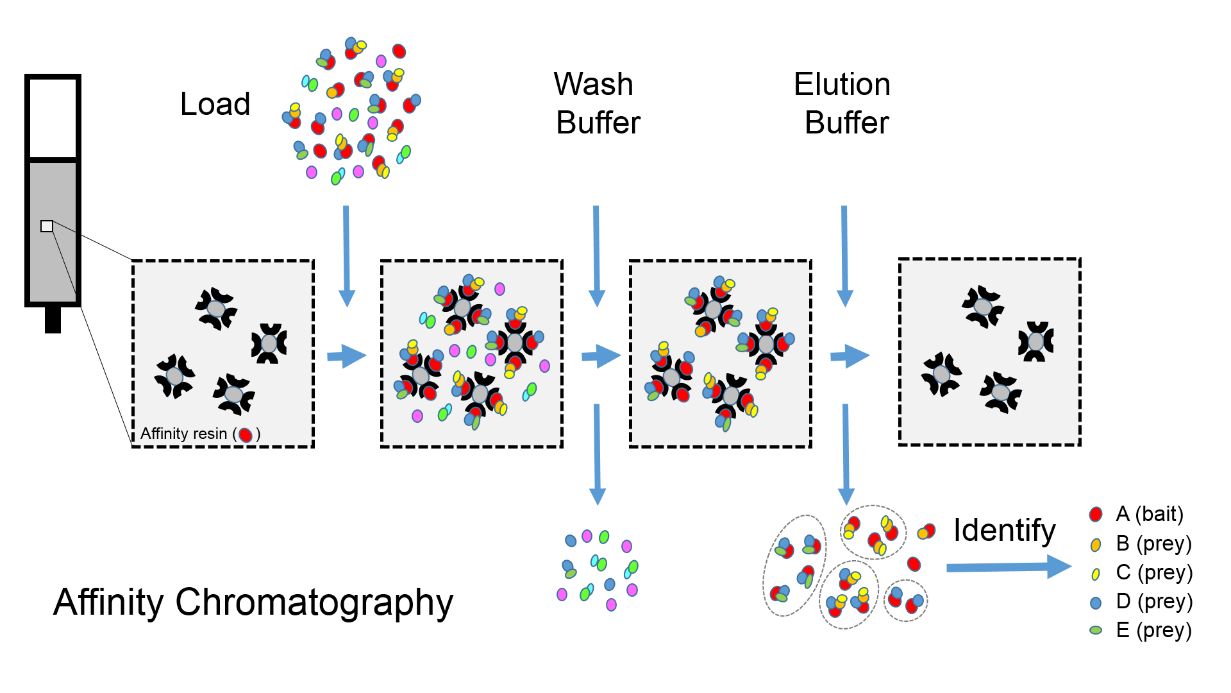 Load
Wash
Buffer
Elution
Buffer
Affinity resin ( )
Identify
A (bait)
B (prey)
C (prey)
D (prey)
E (prey)
Affinity Chromatography